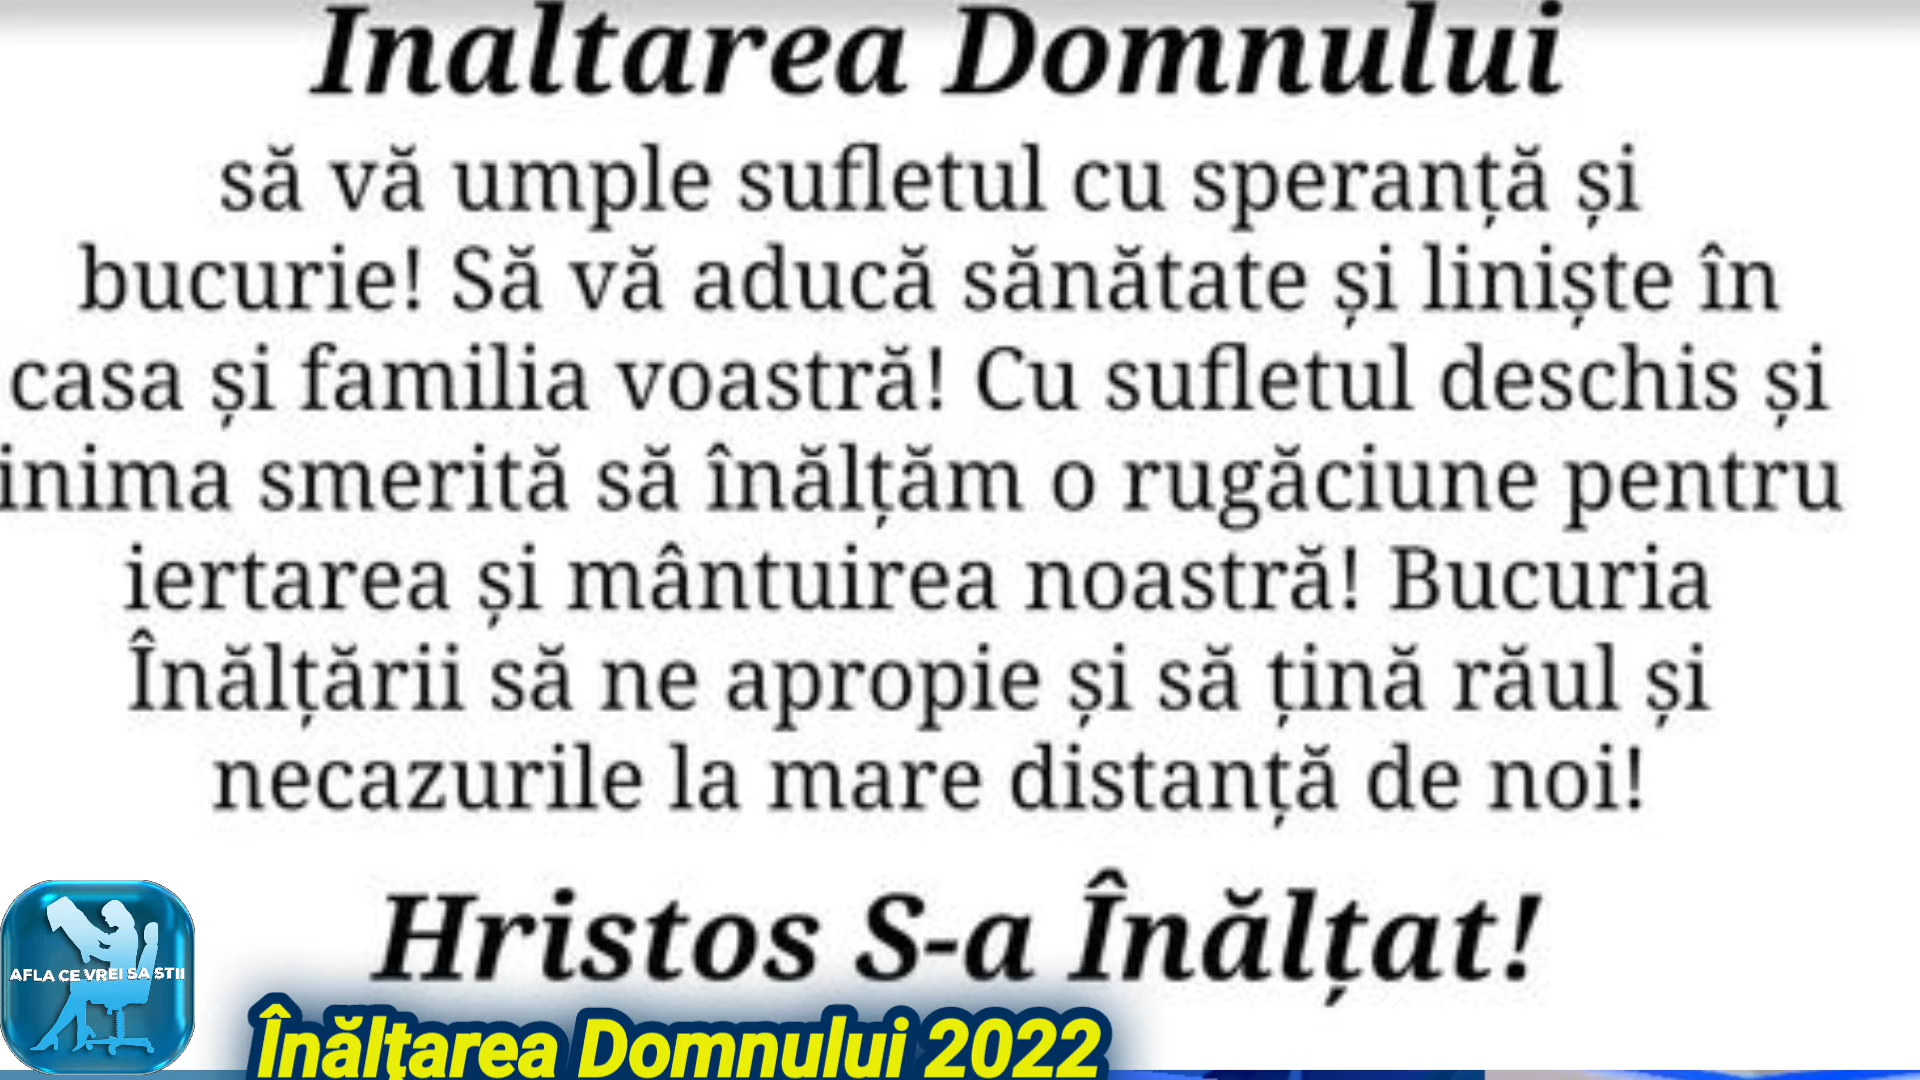 Inaltarea Domnului
să vă umple sufletul cu speranță și
bucurie! Să vă aducă sănătate și liniște în
casa și familia voastră! Cu sufletul deschis și
inima smerită să înălțăm o rugăciune pentru
iertarea și mântuirea noastră! Bucuria
Înălțării să ne apropie și să țină răul și
necazurile la mare distanță de noi!
Hristos S-a Înălțat!
AFLA CE VREI SA STII
Înălţarea Domnului 2022